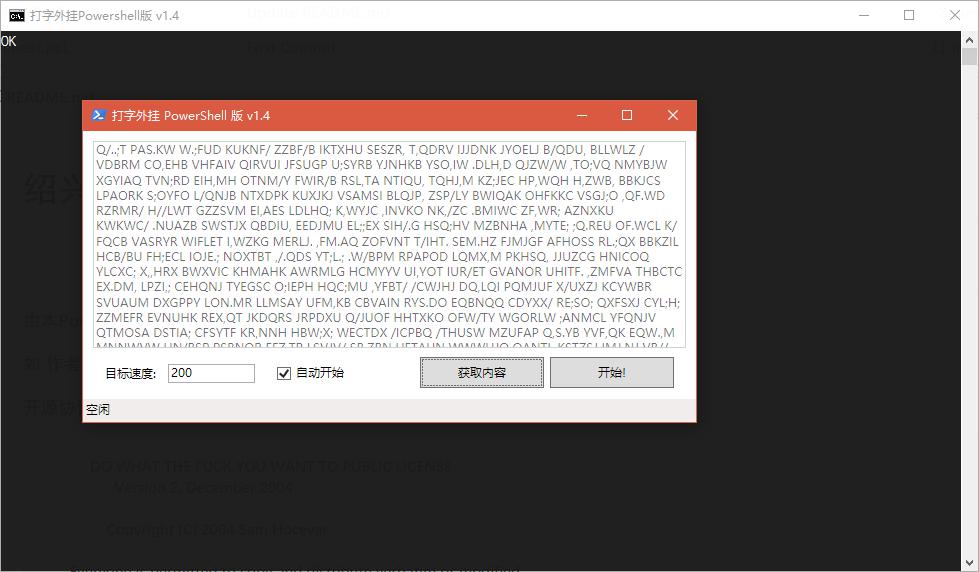 打字外挂Powershell版 v1.4
OK
README.md
打字外挂 PowerShell 版 v1.4
Q/..;T PAS.KW W.;FUD KUKNF/ ZZBF/B IKTXHU SESZR, T,QDRV IJJDNK JYOELJ B/QDU, BLLWLZ /
VDBRM CO,EHB VHFAIV QIRVUI JFSUGP U;SYRB YJNHKB YSO,IW .DLH,D QJZW/W ,TO;VQ NMYBJW
XGYIAQ TVN;RD EIH,MH OTNM/Y FWIR/B RSL,TA NTIQU, TQHJ,M KZ;JEC HP,WQH H,ZWB, BBKJCS
LPAORK S;OYFO L/QNJB NTXDPK KUXJKJ VSAMSI BLQJP, ZSP/LY BWIQAK OHFKKC VSGJ;O ,QF.WD
RZRMR/ H//LWT GZZSVM EI,AES LDLHQ; K,WYJC ,INVKO NK,/ZC .BMIWC ZF,WR; AZNXKU
KWKWC/ .NUAZB SWSTJX QBDIU, EEDJMU EL;;EX SIH/.G HSQ;HV MZBNHA ,MYTE; ;Q.REU OF.WCL K/
FQCB VASRYR WIFLET I,WZKG MERLJ. ,FM.AQ ZOFVNT T/IHT. SEM.HZ FJMJGF AFHOSS RL.;QX BBKZIL
HCB/BU FH;ECL IOJE.; NOXTBT ,/.QDS YT;L.; .W/BPM RPAPOD LQMX,M PKHSQ, JJUZCG HNICOQ
YLCXC; X,,HRX BWXVIC KHMAHK AWRMLG HCMYYV UI,YOT IUR/ET GVANOR UHITF. ,ZMFVA THBCTC
EX.DM, LPZI,; CEHQNJ TYEGSC O;IEPH HQC;MU ,YFBT/ /CWJHJ DQ,LQI PQMJUF X/UXZJ KCYWBR
SVUAUM DXGPPY LON.MR LLMSAY UFM,KB CBVAIN RYS.DO EQBNQQ CDYXX/ RE;SO; QXFSXJ CYL;H;
ZZMEFR EVNUHK REX,QT JKDQRS JRPDXU Q/JUOF HHTXKO OFW/TY WGORLW ;ANMCL YFQNJV
QTMOSA DSTIA; CFSYTF KR,NNH HBW;X; WECTDX /ICPBQ /THUSW MZUFAP Q,S.YB YVF,QK EQW.,M
目标速度: 200 自动开始 获取内容 开始!
空闲
DO WHAT THE FUCK YOU WANT TO PUBLIC LICENSE
Version 2, December 2004
Copyright (C) 2004 Sam Hocevar